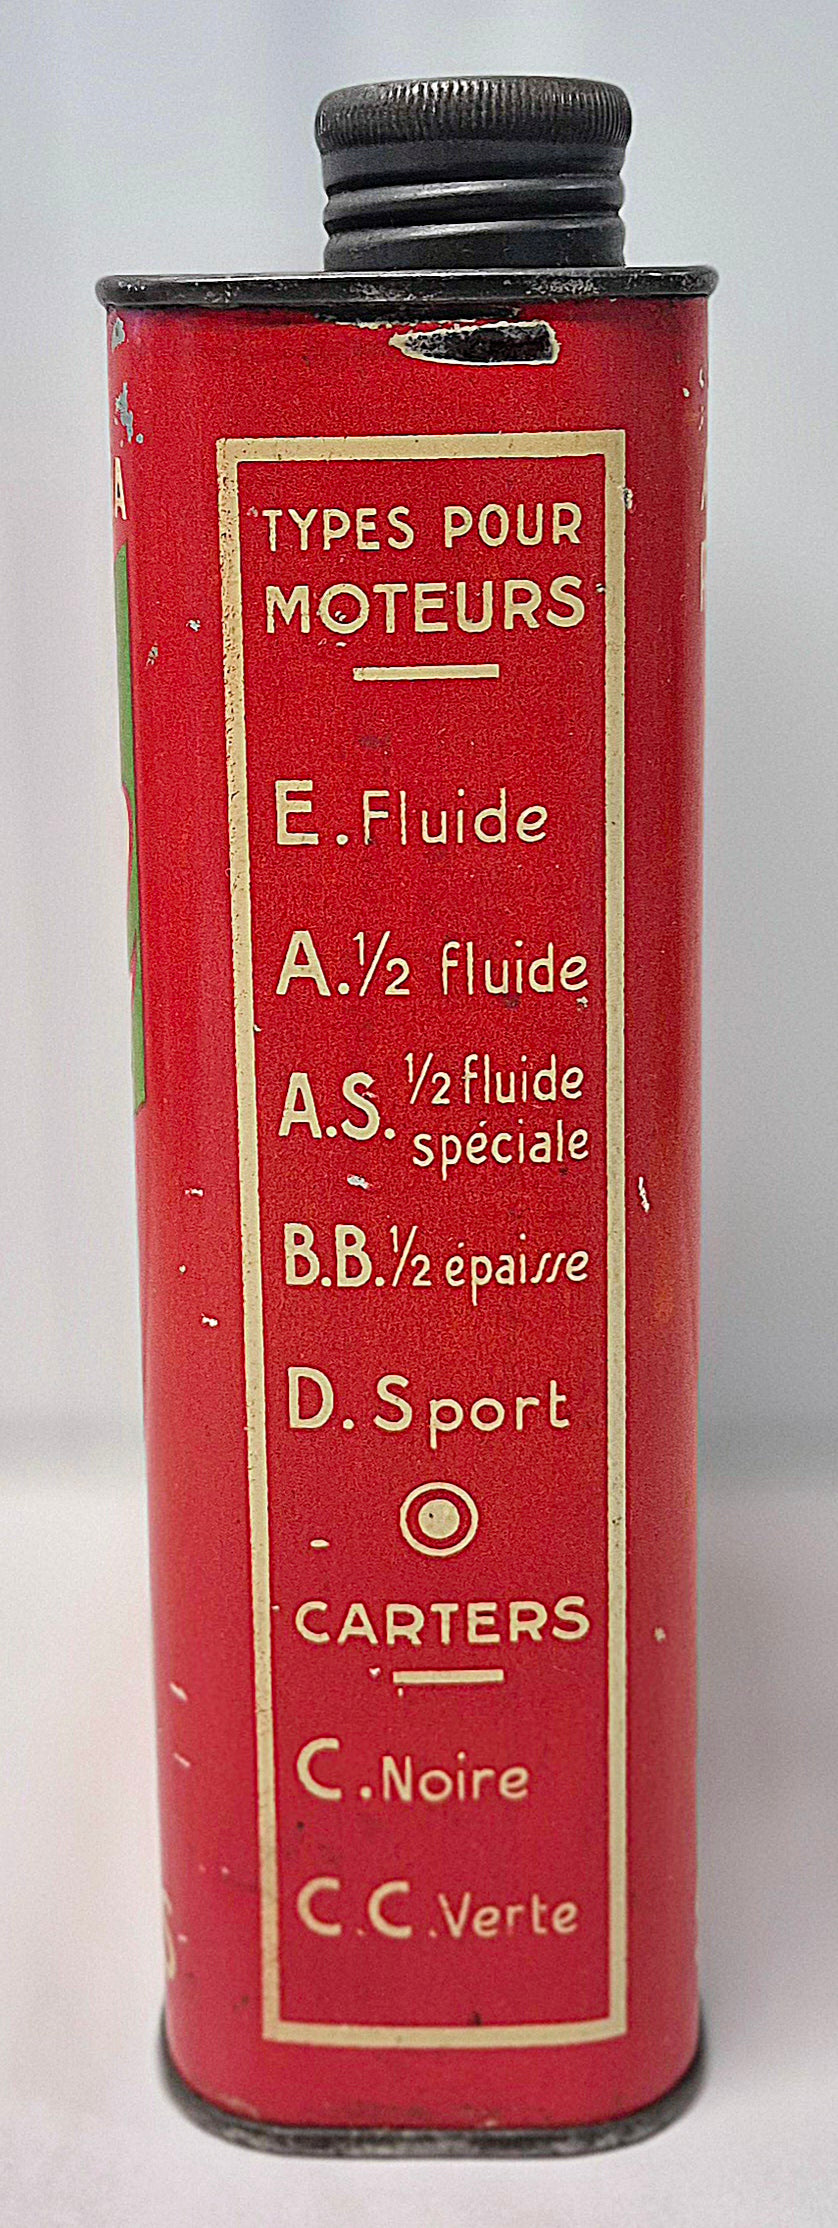 TYPES POUR
MOTEURS
E. Fluide
A. ½ fluide
A.S. ½ fluide
spéciale
B.B. ½ épaisse
D. Sport
CARTERS
C. Noire
C.C. Verte
A